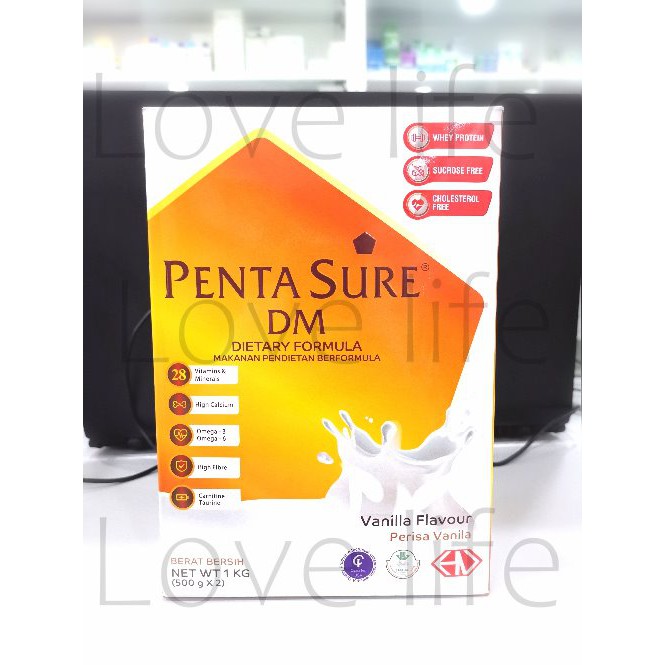 Love life
WHEY PROTEIN
SUCROSE FREE
CHOLESTEROL
FREE
PENTA SURE®
DM
DIETARY FORMULA
MAKANAN PENDIETAN BERFORMULA
Love life
28
Vitamins &
Minerals
High Calcium
Omega - 3
Omega - 6
High Fibre
Carnitine
Taurine
Vanilla Flavour
Perisa Vanila
Love life
BERAT BERSIH
NET WT 1 KG
(500 g X 2)